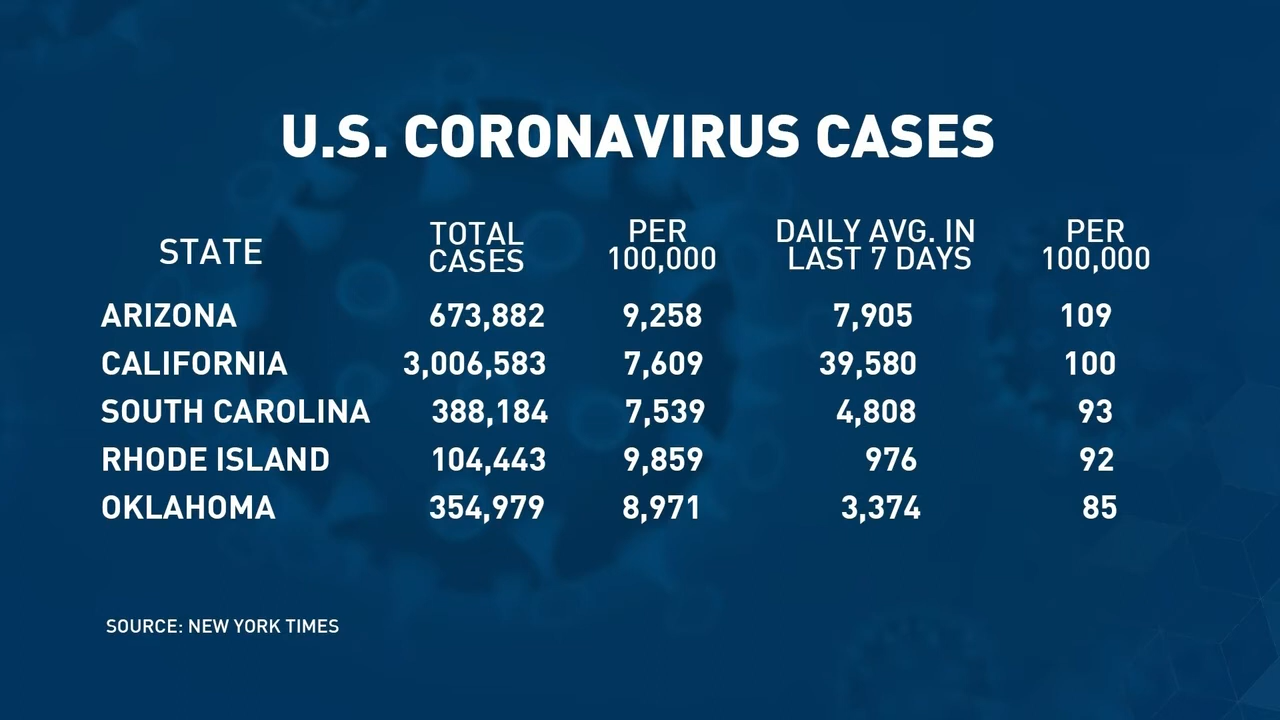 U.S. CORONAVIRUS CASES
STATE TOTAL CASES PER 100,000 DAILY AVG. IN LAST 7 DAYS PER 100,000
ARIZONA 673,882 9,258 7,905 109
CALIFORNIA 3,006,583 7,609 39,580 100
SOUTH CAROLINA 388,184 7,539 4,808 93
RHODE ISLAND 104,443 9,859 976 92
OKLAHOMA 354,979 8,971 3,374 85
SOURCE: NEW YORK TIMES